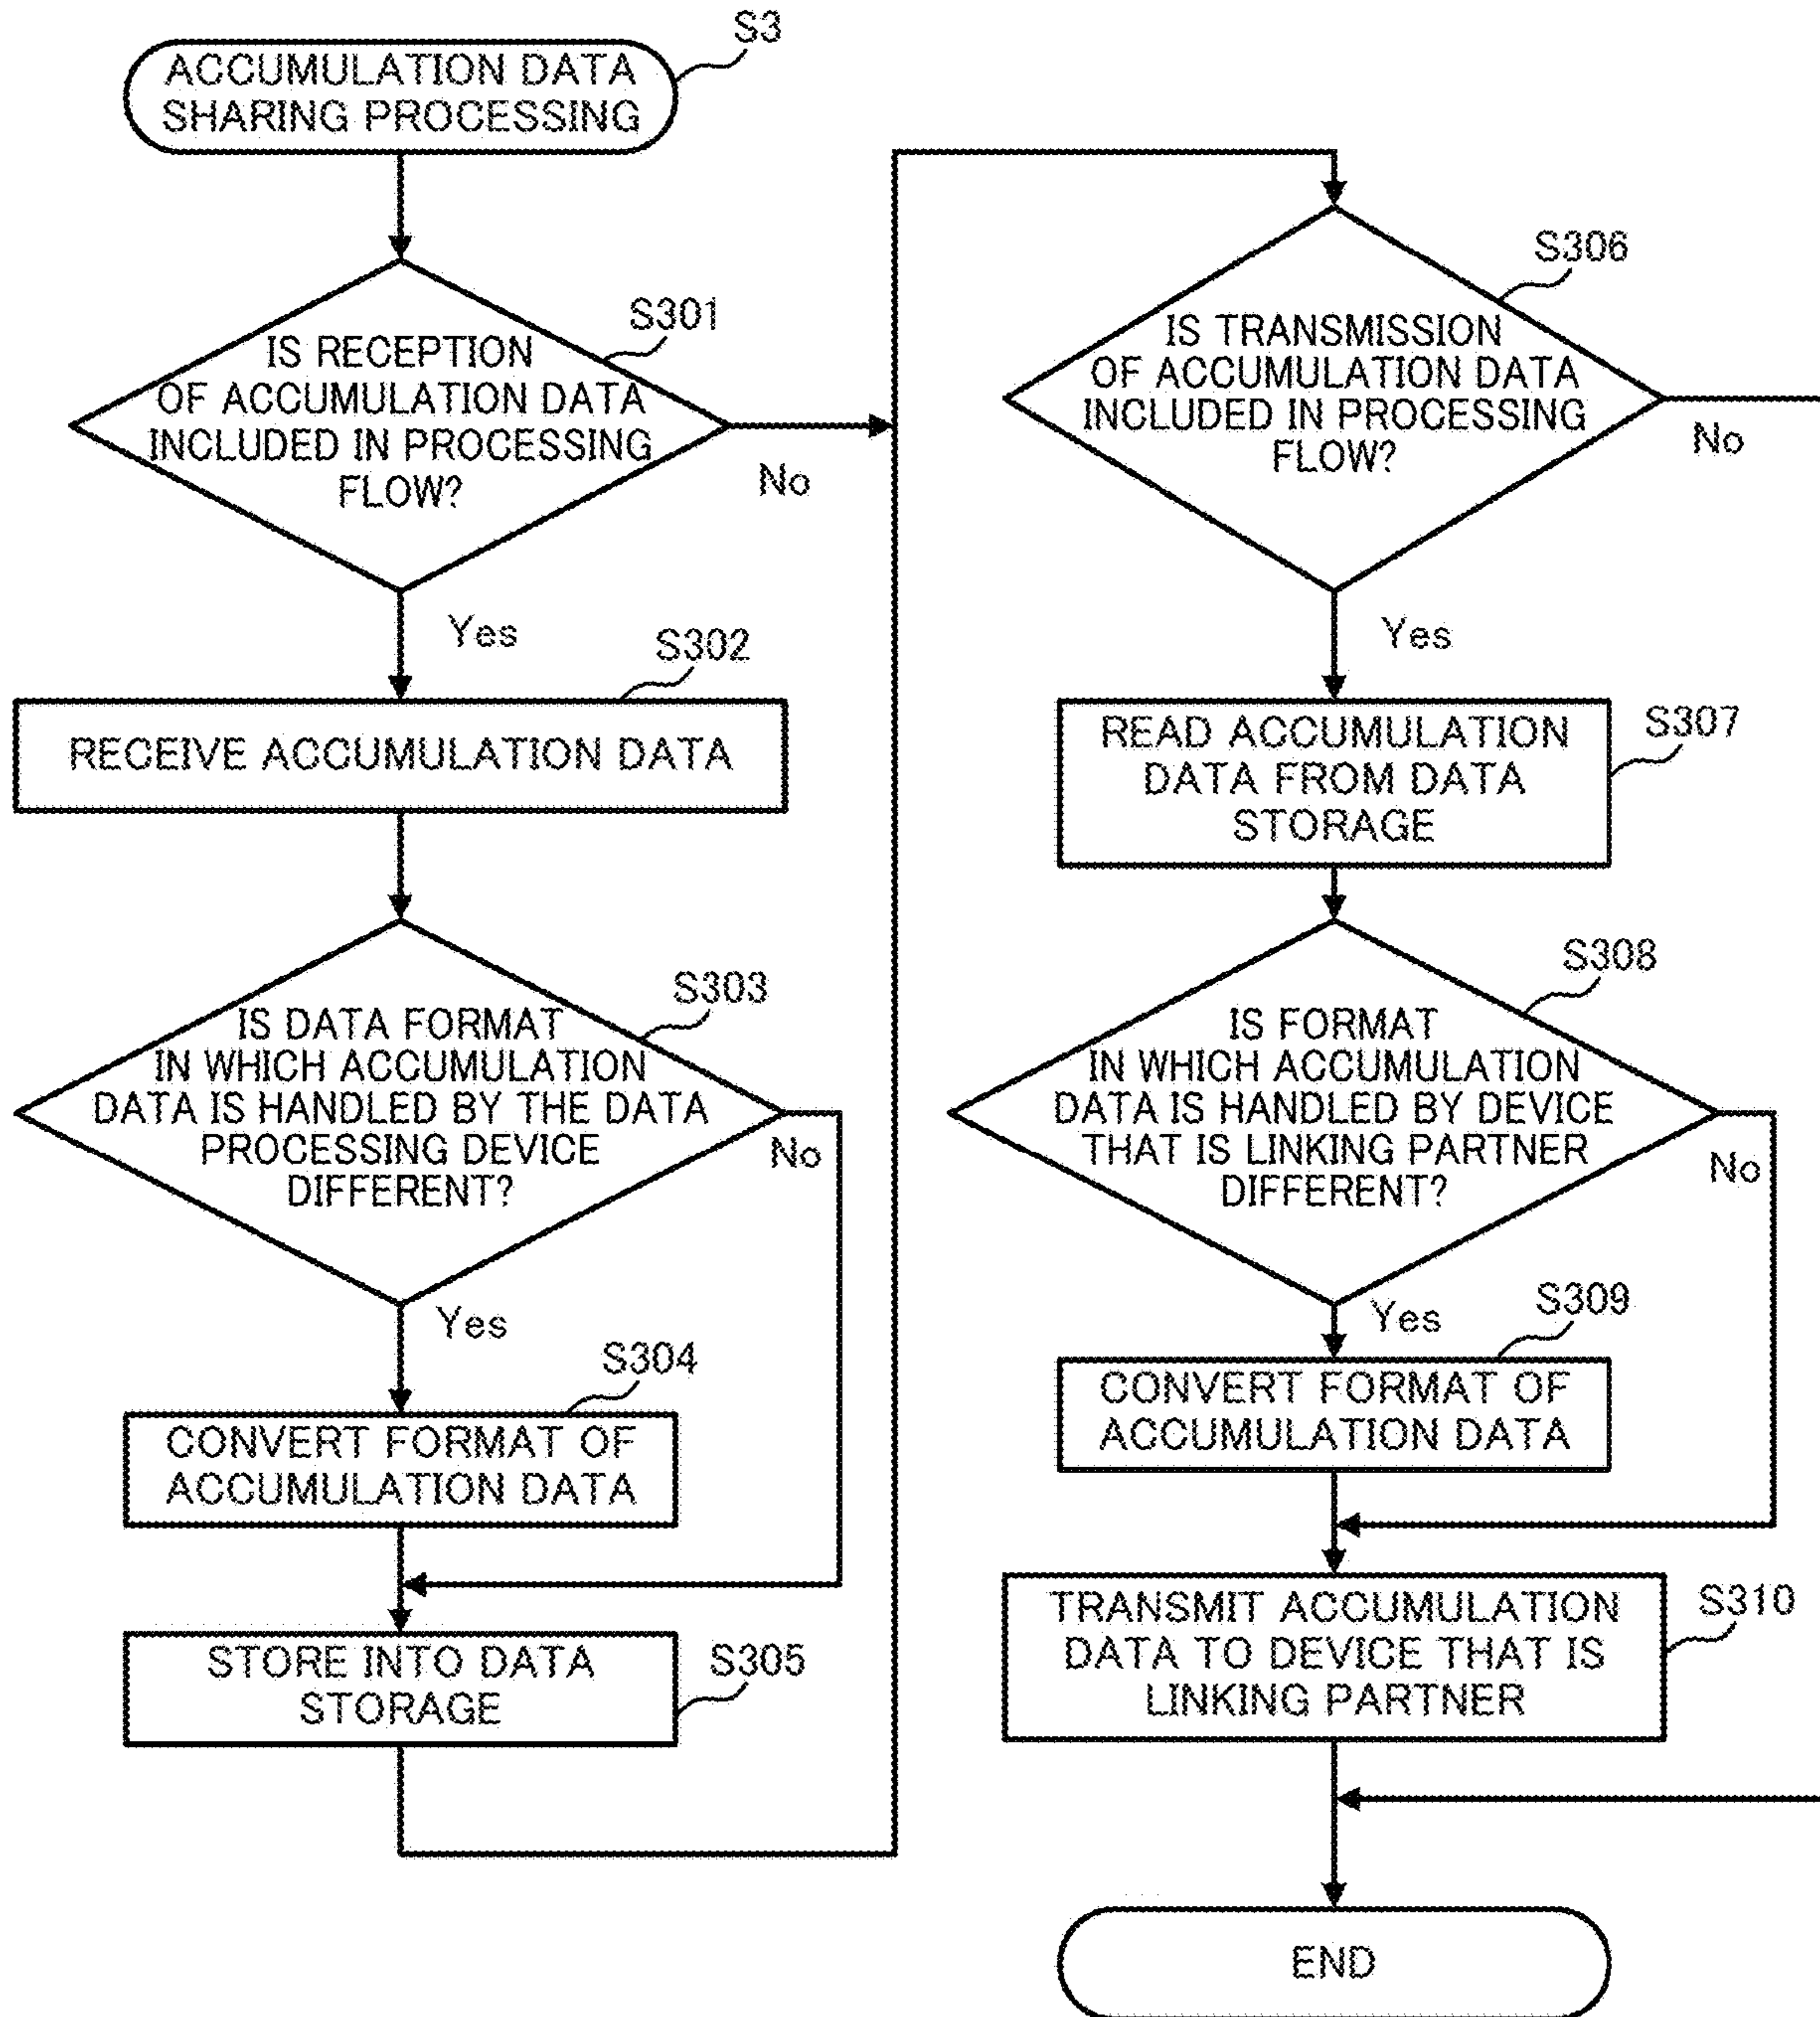 S3
ACCUMULATION DATA
SHARING PROCESSING
S301
IS RECEPTION
OF ACCUMULATION DATA
INCLUDED IN PROCESSING
FLOW?
No
Yes
S302
RECEIVE ACCUMULATION DATA
S303
IS DATA FORMAT
IN WHICH ACCUMULATION
DATA IS HANDLED BY THE DATA
PROCESSING DEVICE
DIFFERENT?
No
Yes
S304
CONVERT FORMAT OF
ACCUMULATION DATA
STORE INTO DATA
STORAGE
S305
S306
IS TRANSMISSION
OF ACCUMULATION DATA
INCLUDED IN PROCESSING
FLOW?
No
Yes
S307
READ ACCUMULATION
DATA FROM DATA
STORAGE
S308
IS FORMAT
IN WHICH ACCUMULATION
DATA IS HANDLED BY DEVICE
THAT IS LINKING PARTNER
DIFFERENT?
No
Yes
S309
CONVERT FORMAT OF
ACCUMULATION DATA
S310
TRANSMIT ACCUMULATION
DATA TO DEVICE THAT IS
LINKING PARTNER
END